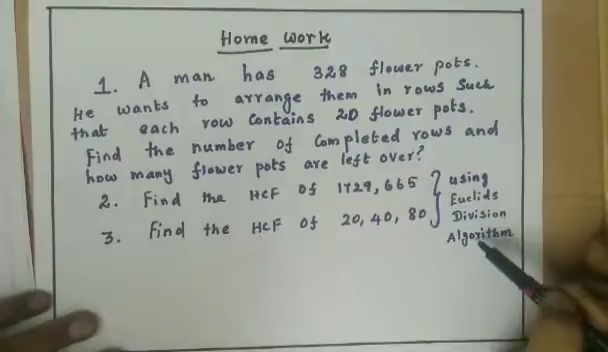 Home work
1. A man has 328 flower pots.
He wants to arrange them in rows such
that each row contains 20 flower pots.
Find the number of completed rows and
how many flower pots are left over?
2. Find the HCF of 1729, 665 } using
Euclids
3. Find the HCF of 20, 40, 80 Division
Algorithm